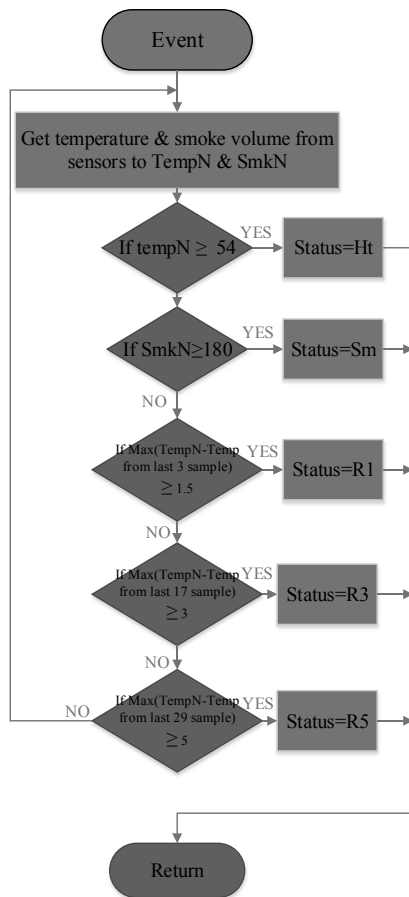 Event
Get temperature & smoke volume from
sensors to TempN & SmkN
If tempN ≥ 54
YES
Status=Ht
If SmkN≥180
YES
Status=Sm
NO
If Max(TempN-Temp
from last 3 sample)
≥ 1.5
YES
Status=R1
NO
If Max(TempN-Temp
from last 17 sample)
≥ 3
YES
Status=R3
NO
If Max(TempN-Temp
from last 29 sample)
≥ 5
NO
YES
Status=R5
Return